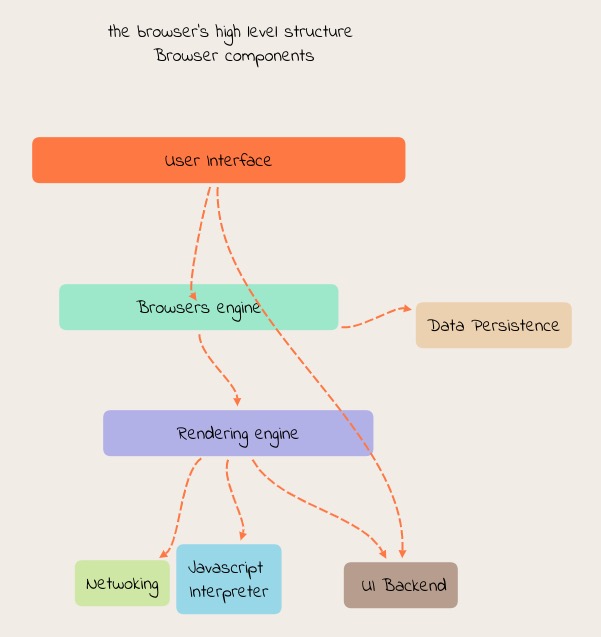 the browser's high level structure
Browser components
User Interface
Browsers engine
Data Persistence
Rendering engine
Netwoking
Javascript
Interpreter
UI Backend